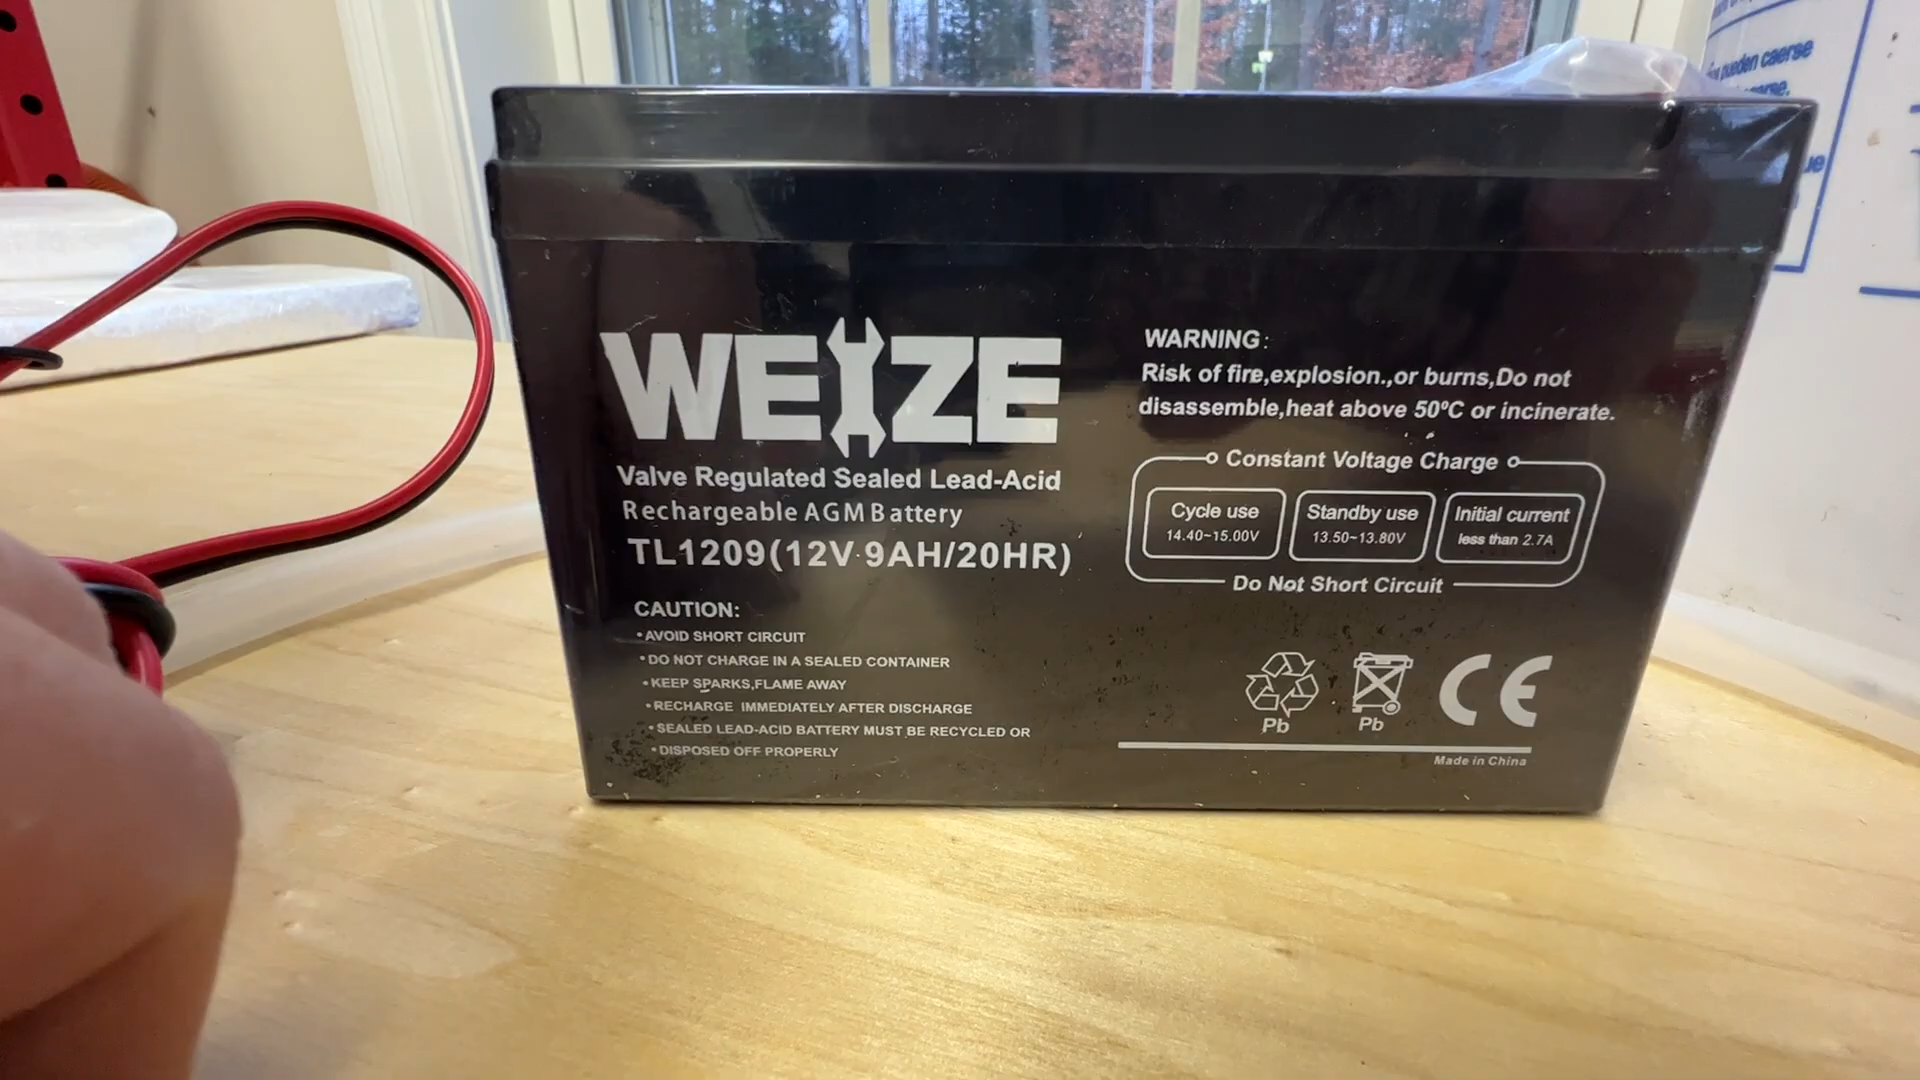 WEIZE
Valve Regulated Sealed Lead-Acid
Rechargeable AGM Battery
TL1209(12V 9AH/20HR)
CAUTION:
•AVOID SHORT CIRCUIT
•DO NOT CHARGE IN A SEALED CONTAINER
•KEEP SPARKS,FLAME AWAY
•RECHARGE IMMEDIATELY AFTER DISCHARGE
•SEALED LEAD-ACID BATTERY MUST BE RECYCLED OR
•DISPOSED OFF PROPERLY
WARNING:
Risk of fire,explosion.,or burns,Do not
disassemble,heat above 50ºC or incinerate.
Constant Voltage Charge
Cycle use
14.40~15.00V
Standby use
13.50~13.80V
Initial current
less than 2.7A
Do Not Short Circuit
Pb
Pb
CE
Made in China
pueden caerse